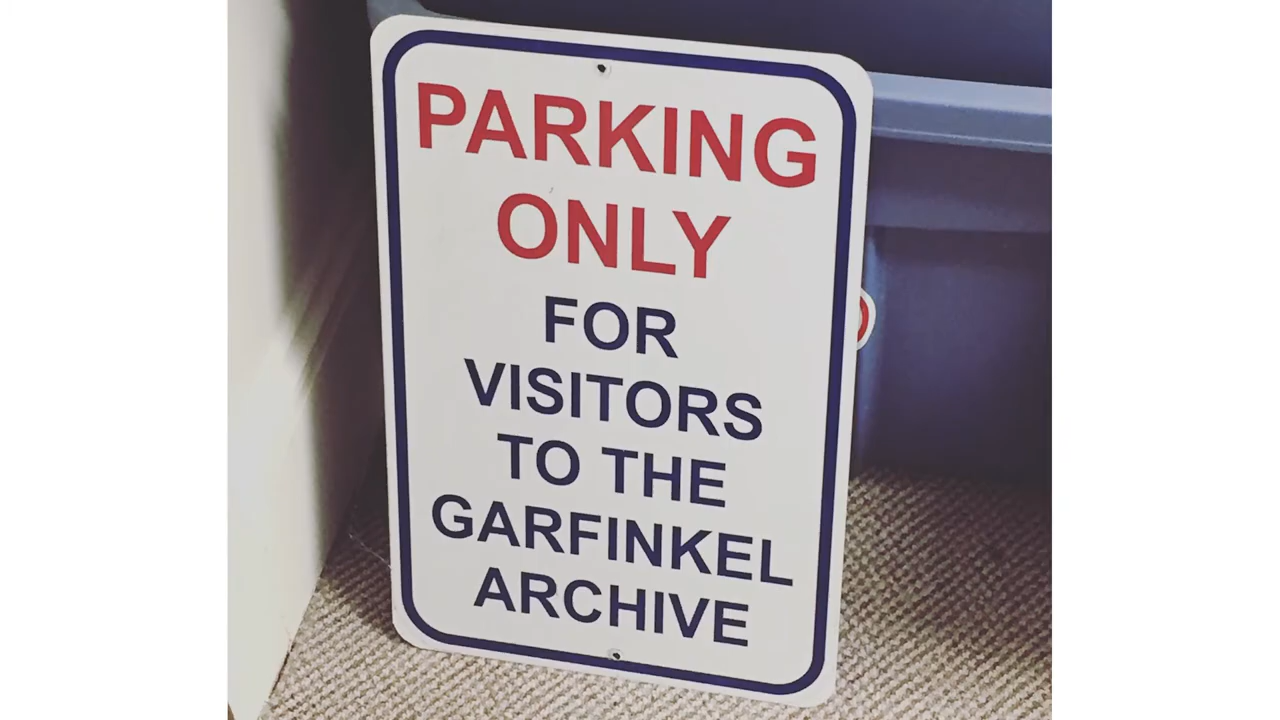 PARKING
ONLY
FOR
VISITORS
TO THE
GARFINKEL
ARCHIVE